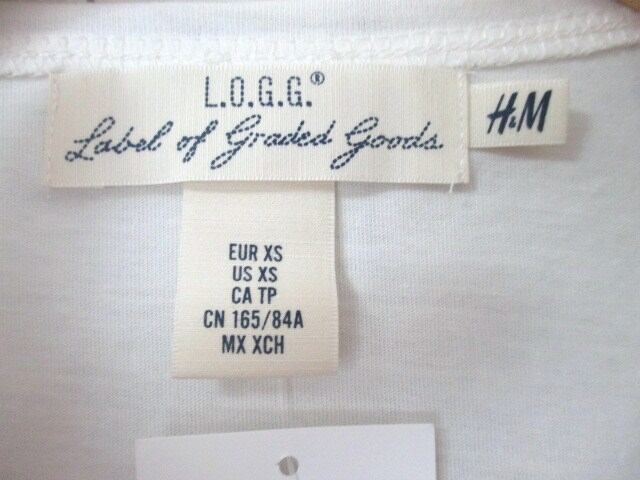 L.O.G.G.®
Label of Graded Goods
H&M
EUR XS
US XS
CA TP
CN 165/84A
MX XCH